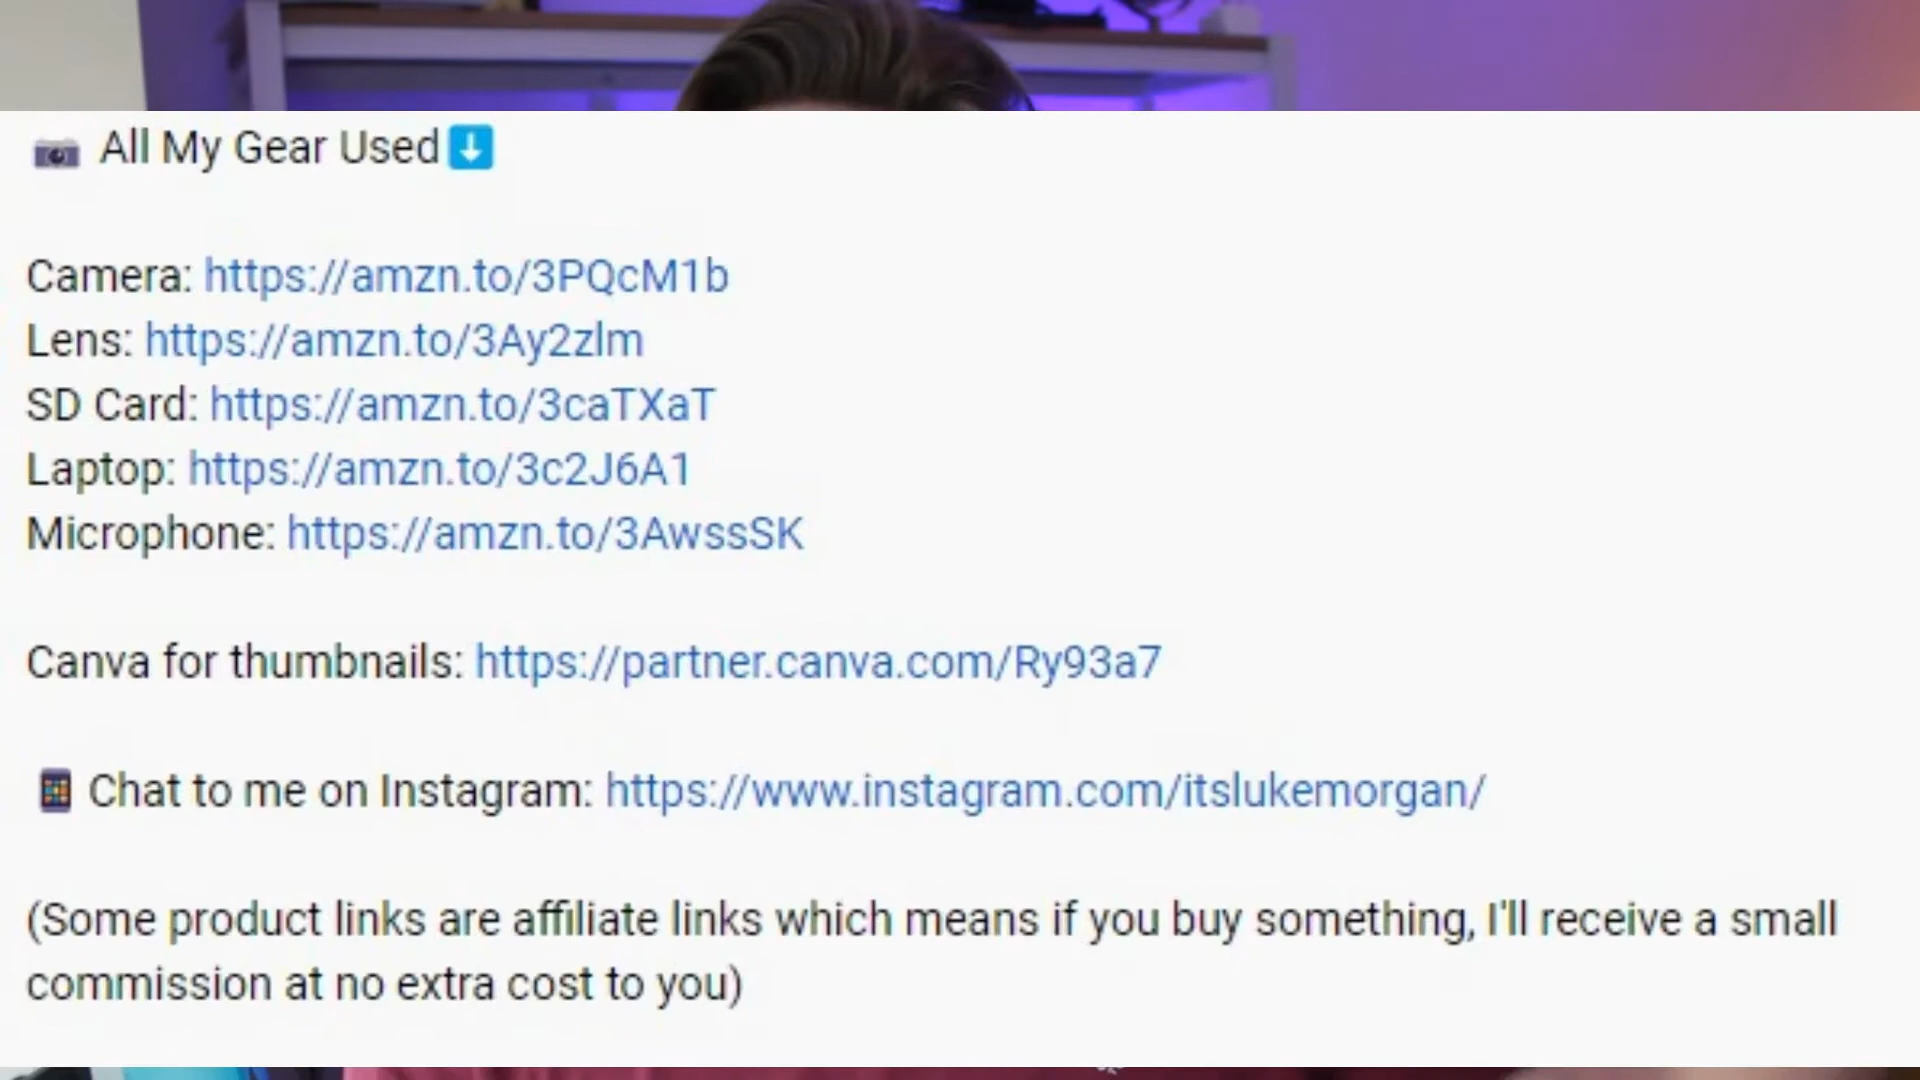 All My Gear Used
Camera: https://amzn.to/3PQcM1b
Lens: https://amzn.to/3Ay2zlm
SD Card: https://amzn.to/3caTXaT
Laptop: https://amzn.to/3c2J6A1
Microphone: https://amzn.to/3AwssSK
Canva for thumbnails: https://partner.canva.com/Ry93a7
Chat to me on Instagram: https://www.instagram.com/itslukemorgan/
(Some product links are affiliate links which means if you buy something, I'll receive a small
commission at no extra cost to you)